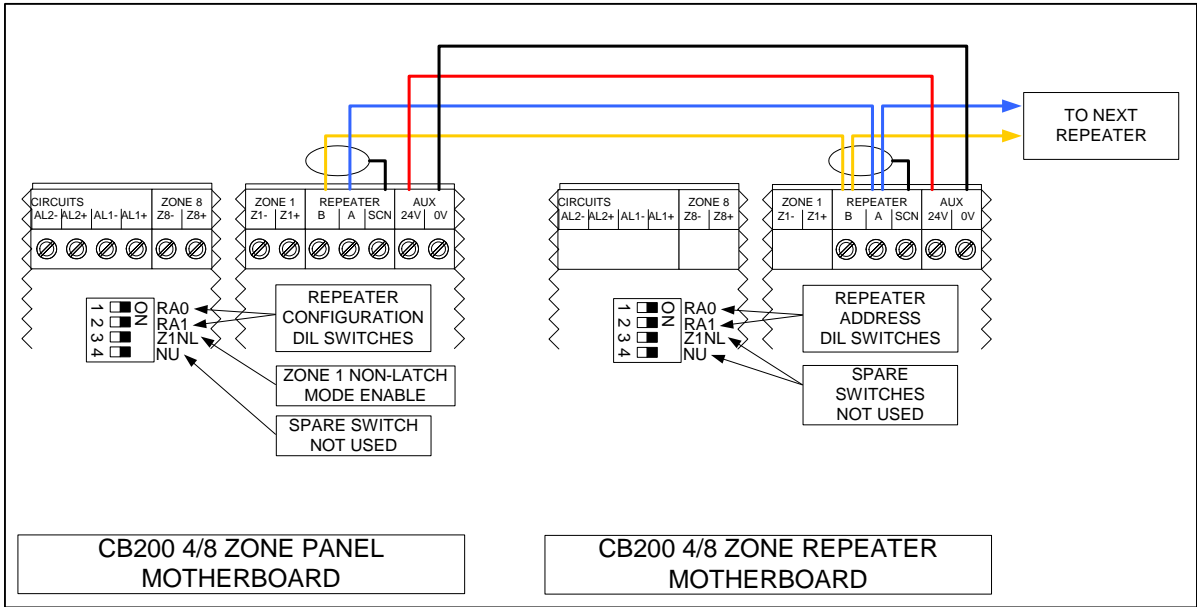 TO NEXT
REPEATER
CIRCUITS
AL2- AL2+ AL1- AL1+
ZONE 8
Z8- Z8+
ZONE 1
Z1- Z1+
REPEATER
B A SCN
AUX
24V 0V
CIRCUITS
AL2- AL2+ AL1- AL1+
ZONE 8
Z8- Z8+
ZONE 1
Z1- Z1+
REPEATER
B A SCN
AUX
24V 0V
1 2 3 4
ON
RA0
RA1
Z1NL
NU
REPEATER
CONFIGURATION
DIL SWITCHES
ZONE 1 NON-LATCH
MODE ENABLE
SPARE SWITCH
NOT USED
1 2 3 4
ON
RA0
RA1
Z1NL
NU
REPEATER
ADDRESS
DIL SWITCHES
SPARE
SWITCHES
NOT USED
CB200 4/8 ZONE PANEL
MOTHERBOARD
CB200 4/8 ZONE REPEATER
MOTHERBOARD